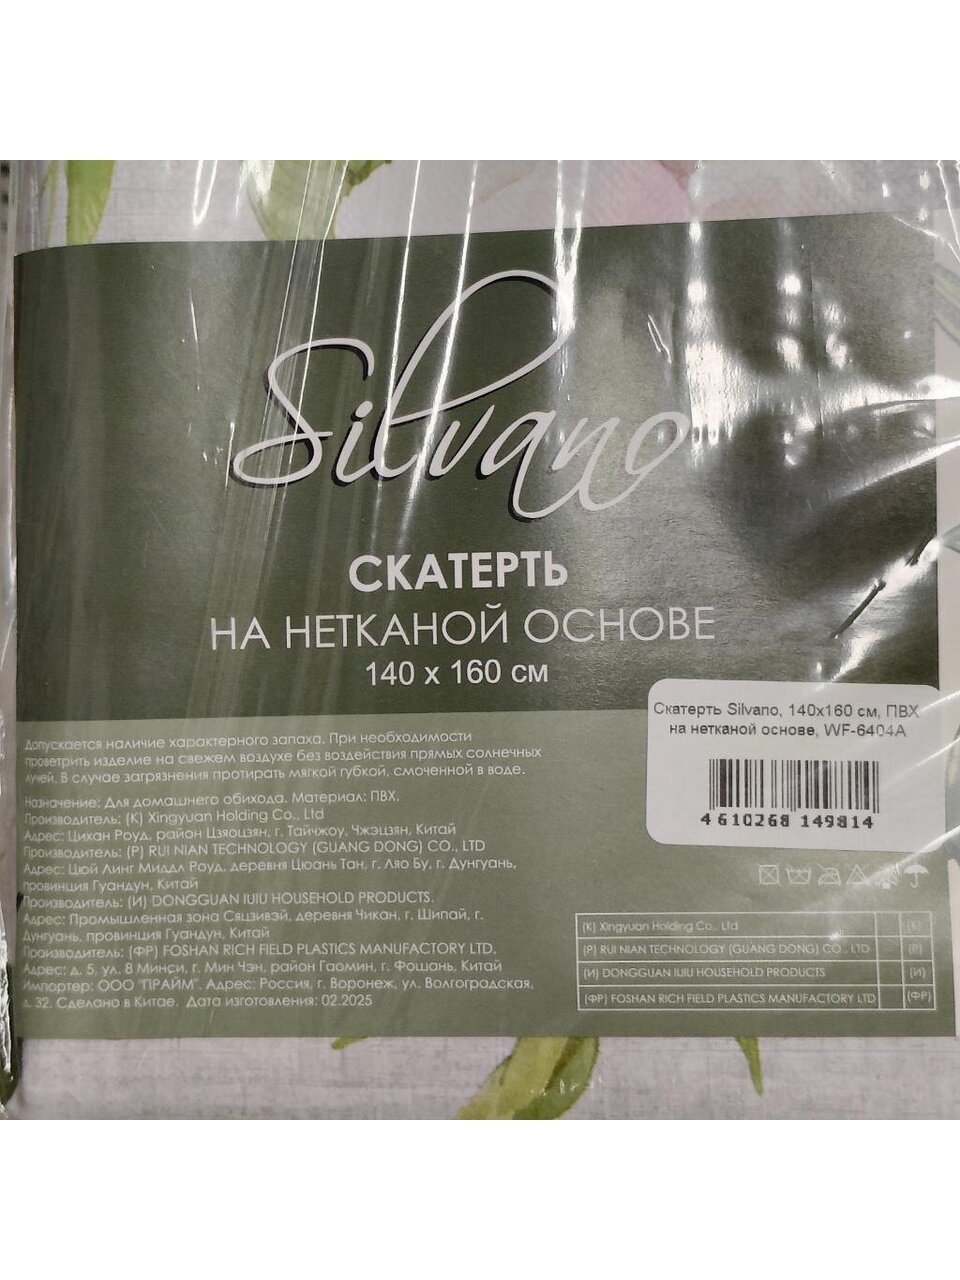 Silvano
СКАТЕРТЬ
НА НЕТКАНОЙ ОСНОВЕ
140 х 160 см
Скатерть Silvano, 140х160 см, ПВХ
на нетканой основе, WF-6404A
4 610268 149814
Допускается наличие характерного запаха. При необходимости
проветрить изделие на свежем воздухе без воздействия прямых солнечных
лучей. В случае загрязнения протирать мягкой губкой, смоченной в воде.
Назначение: Для домашнего обихода. Материал: ПВХ.
Производитель: (К) Xingyuan Holding Co., Ltd
Адрес: Цихан Роуд, район Цзяоцзян, г. Тайчжоу, Чжэцзян, Китай
Производитель: (Р) RUI NIAN TECHNOLOGY (GUANG DONG) CO., LTD
Адрес: Цюй Линг Миддл Роуд, деревня Цюань Тан, г. Ляо Бу, г. Дунгуань,
провинция Гуандун, Китай
Производитель: (И) DONGGUAN IUIU HOUSEHOLD PRODUCTS.
Адрес: Промышленная зона Сяцзивэй, деревня Чикан, г. Шипай, г.
Дунгуань, провинция Гуандун, Китай
Производитель: (ФР) FOSHAN RICH FIELD PLASTICS MANUFACTORY LTD.
Адрес: д. 5, ул. 8 Минси, г. Мин Чэн, район Гаомин, г. Фошань, Китай
Импортер: ООО "ПРАЙМ". Адрес: Россия, г. Воронеж, ул. Волгоградская,
д. 32. Сделано в Китае. Дата изготовления: 02.2025
(К) Xingyuan Holding Co., Ltd (К)
(Р) RUI NIAN TECHNOLOGY (GUANG DONG) CO., LTD (Р)
(И) DONGGUAN IUIU HOUSEHOLD PRODUCTS (И)
(ФР) FOSHAN RICH FIELD PLASTICS MANUFACTORY LTD (ФР)